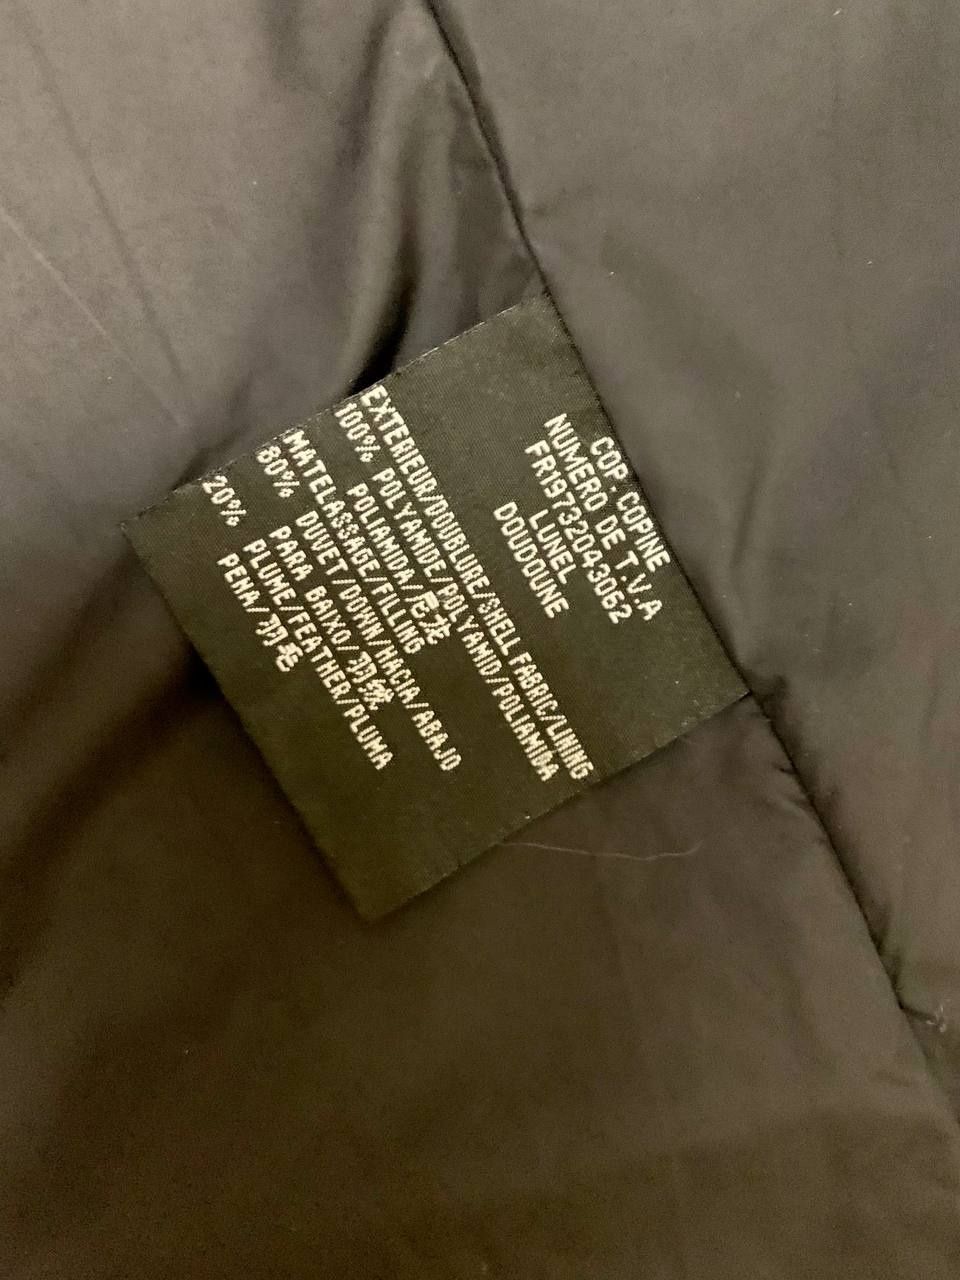 COP. COPINE
NUMERO DE T.V.A
FR19732043062
LUNEL
DOUDOUNE
EXTERIEUR/DOUBLURE/SHELL FABRIC/LINING
100% POLYAMIDE/POLYAMID/POLIAMIDA
POLIAMIDA/尼龙
MATELASSAGE/FILLING
80% DUVET/DOWN/HACIA/ABAJO
PARA BAIXO/羽绒
20% PLUME/FEATHER/PLUMA
PENA/羽毛